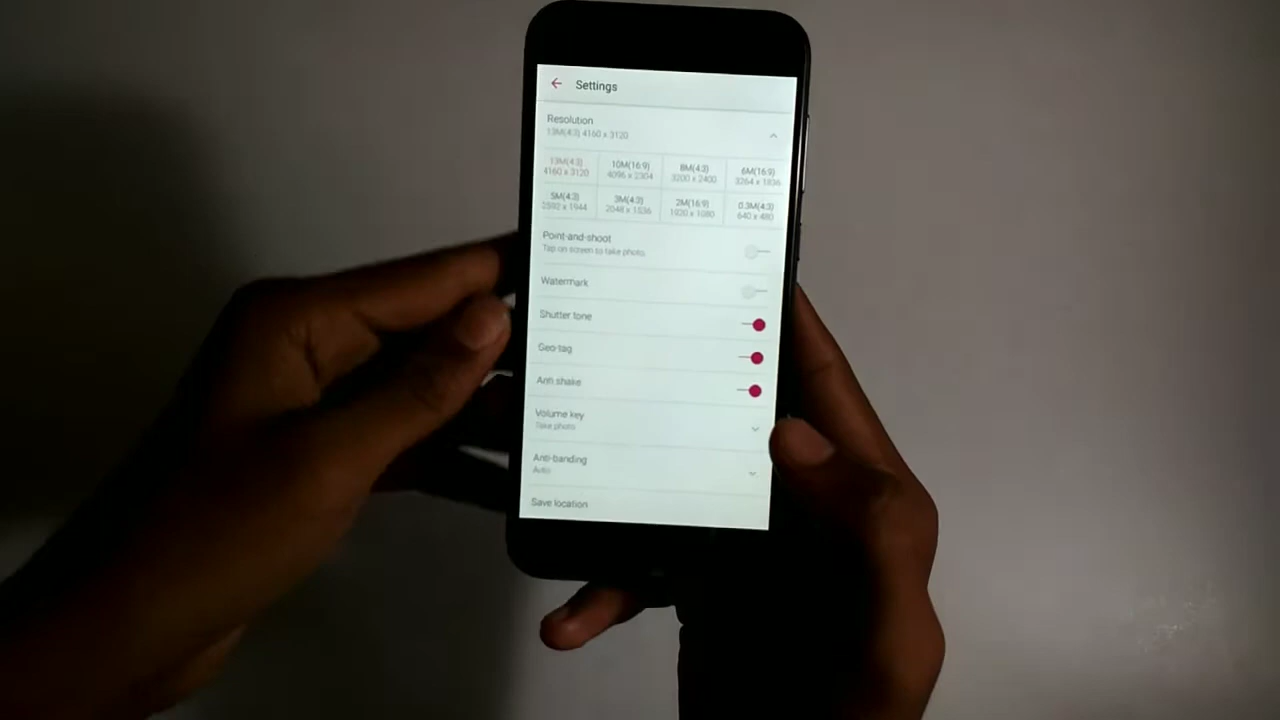 Settings
Resolution
13M(4:3) 4160 x 3120
13M(4:3) 10M(16:9) 8M(4:3) 6M(16:9)
4160 x 3120 4096 x 2304 3200 x 2400 3264 x 1836
5M(4:3) 3M(4:3) 2M(16:9) 0.3M(4:3)
2592 x 1944 2048 x 1536 1920 x 1080 640 x 480
Point-and-shoot
Tap on screen to take photo.
Watermark
Shutter tone
Geo-tag
Anti shake
Volume key
Take photo
Anti-banding
Auto
Save location